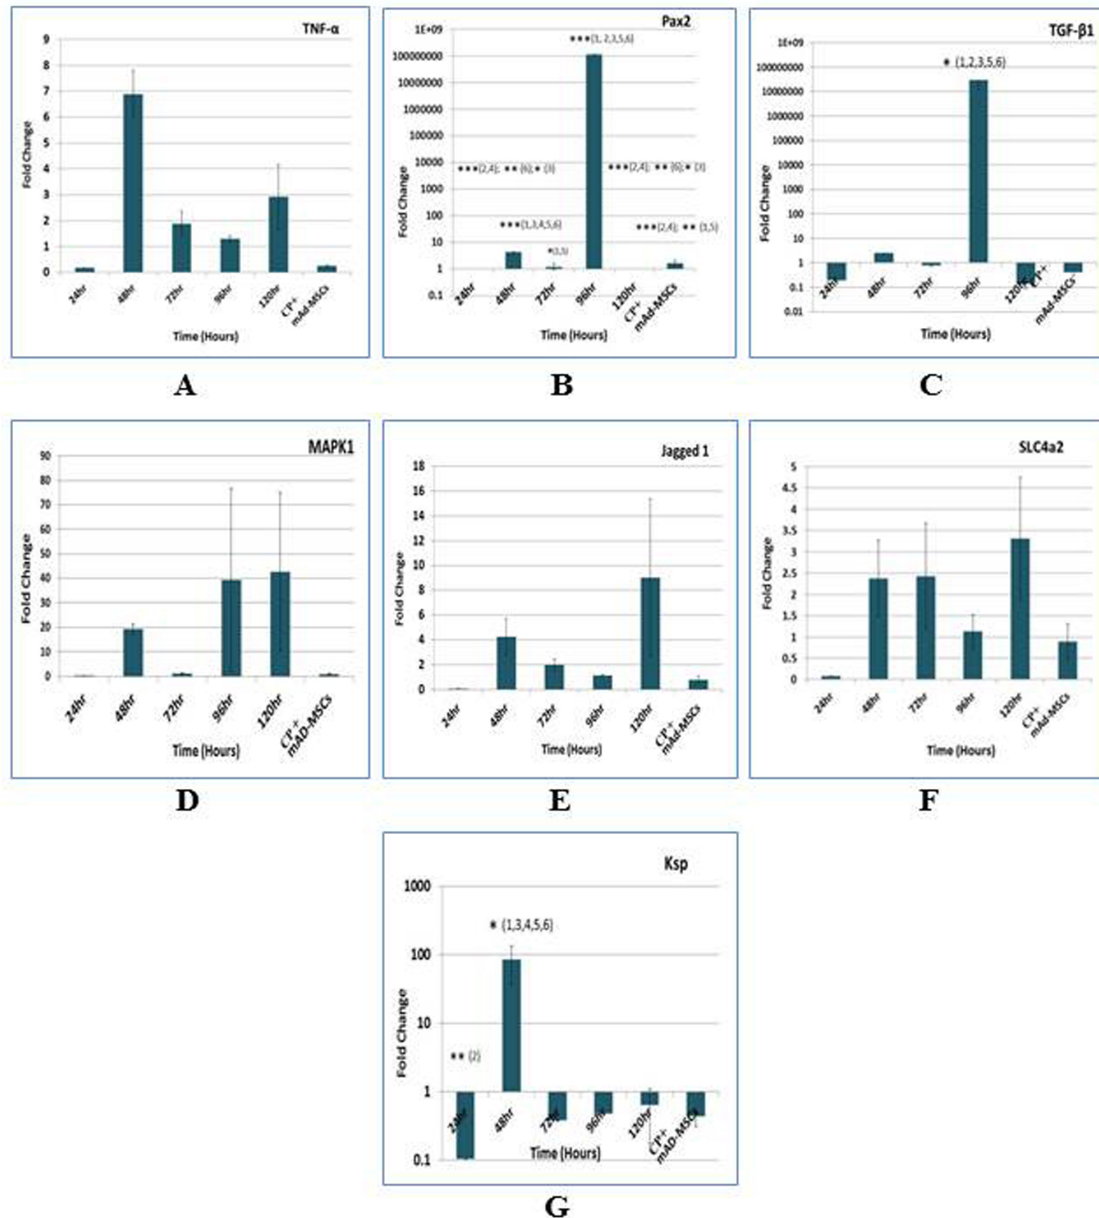 TNF-α
9
8
7
6
5
4
3
2
1
0
Fold Change
24hr 48hr 72hr 96hr 120hr CP+ mAd-MSCs
Time (Hours)
A
Pax2
1E+09
100000000
10000000
1000000
100000
10000
1000
100
10
1
0.1
Fold Change
***(1, 2,3,5,6)
***(2,4); **(6);*(3)
***(2,4); **(6);*(3)
***(1,3,4,5,6)
***(2,4); **(1,5)
24hr 48hr 72hr 96hr 120hr CP+ mAd-MSCs
Time (Hours)
B
TGF-β1
1E+09
100000000
10000000
1000000
100000
10000
1000
100
10
1
0.1
0.01
Fold Change
* (1,2,3,5,6)
24hr 48hr 72hr 96hr 120hr CP+ mAd-MSCs
Time (Hours)
C
MAPK1
90
80
70
60
50
40
30
20
10
0
Fold Change
24hr 48hr 72hr 96hr 120hr CP+ mAD-MSCs
Time (Hours)
D
Jagged 1
18
16
14
12
10
8
6
4
2
0
Fold Change
24hr 48hr 72hr 96hr 120hr CP+ mAd-MSCs
Time (Hours)
E
SLC4a2
5
4.5
4
3.5
3
2.5
2
1.5
1
0.5
0
Fold Change
24hr 48hr 72hr 96hr 120hr CP+ mAd-MSCs
Time (Hours)
F
Ksp
1000
100
10
1
0.1
Fold Change
* (1,3,4,5,6)
** (2)
24hr 48hr 72hr 96hr 120hr CP+ mAD-MSCs
Time (Hours)
G